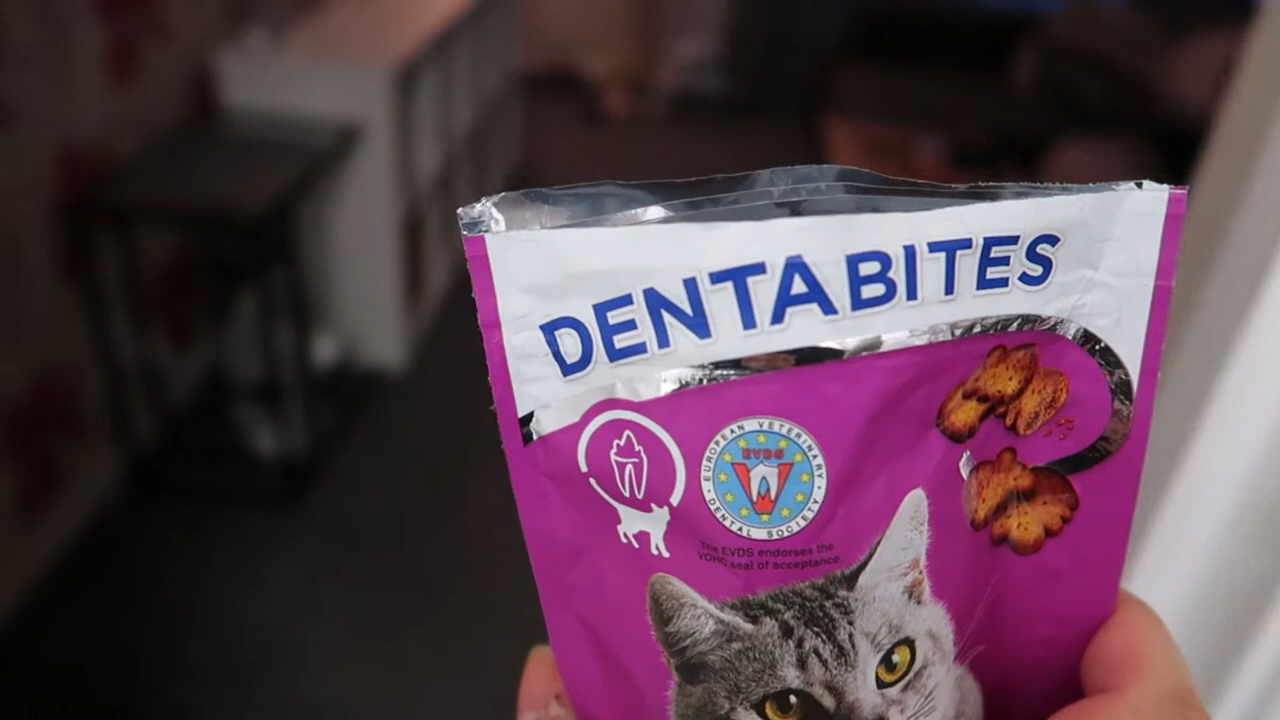 DENTABITES
EUROPEAN VETERINARY
EVDS
DENTAL SOCIETY
The EVDS endorses the
VOHC seal of acceptance